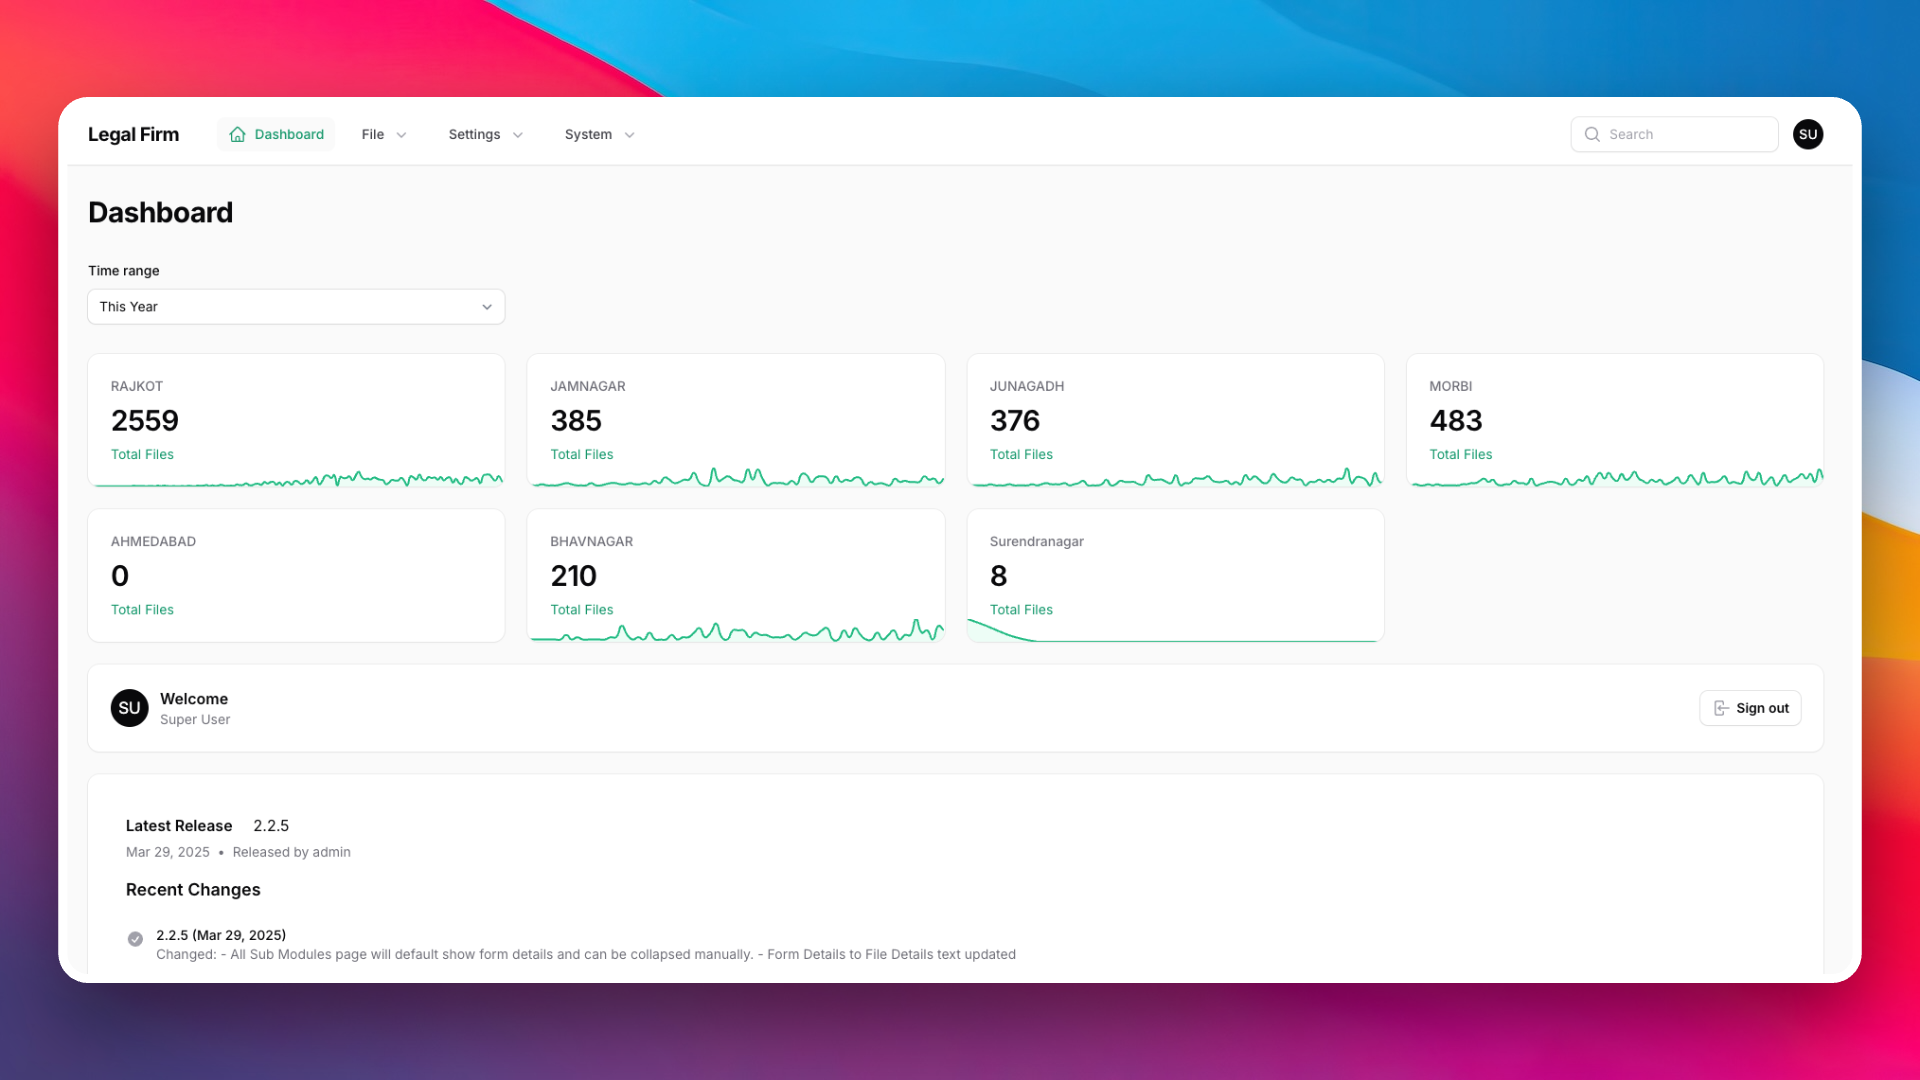 Legal Firm
Dashboard
File
Settings
System
Search
SU
Dashboard
Time range
This Year
RAJKOT
2559
Total Files
JAMNAGAR
385
Total Files
JUNAGADH
376
Total Files
MORBI
483
Total Files
AHMEDABAD
0
Total Files
BHAVNAGAR
210
Total Files
Surendranagar
8
Total Files
SU
Welcome
Super User
Sign out
Latest Release 2.2.5
Mar 29, 2025 • Released by admin
Recent Changes
2.2.5 (Mar 29, 2025)
Changed: - All Sub Modules page will default show form details and can be collapsed manually. - Form Details to File Details text updated